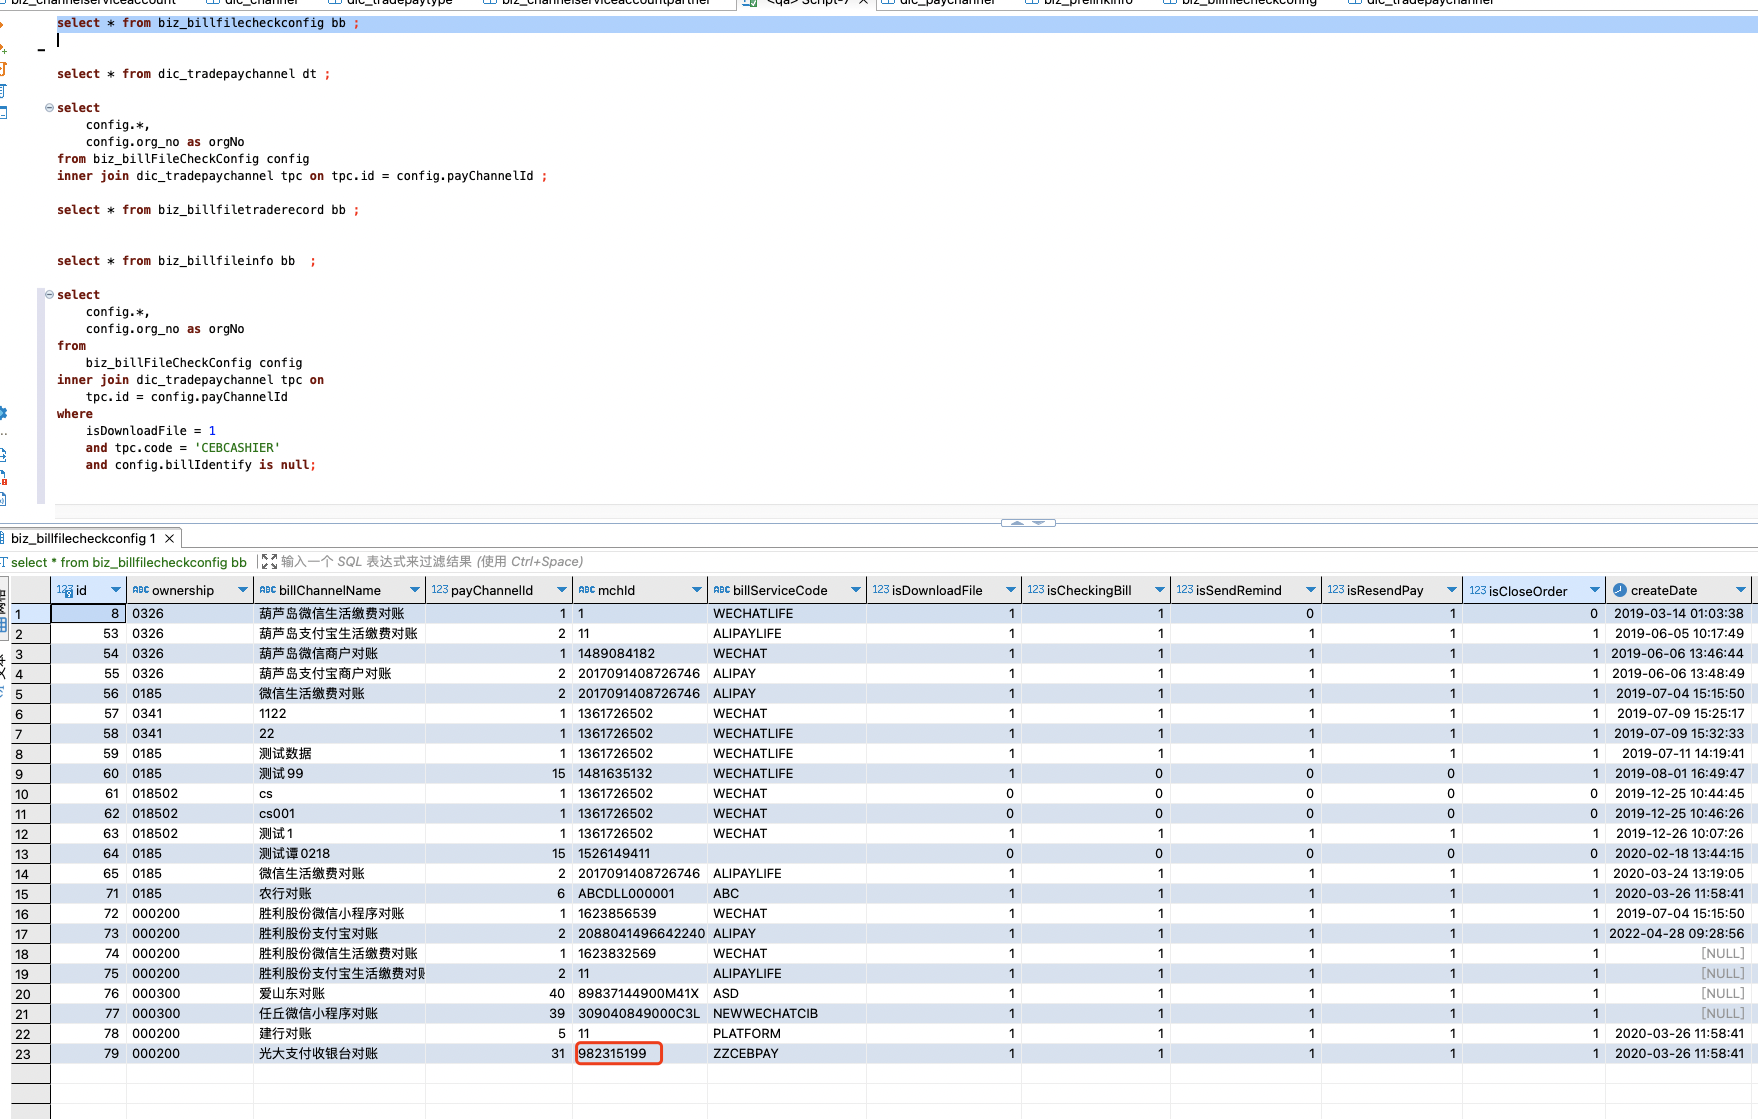 biz_channelserviceaccount dic_channel dic_tradepaytype biz_channelserviceaccountpartner <qa> Script-7 dic_paychannel biz_prelinkinfo biz_billfilecheckconfig dic_tradepaychannel
select * from biz_billfilecheckconfig bb ;
select * from dic_tradepaychannel dt ;
select
config.*,
config.org_no as orgNo
from biz_billFileCheckConfig config
inner join dic_tradepaychannel tpc on tpc.id = config.payChannelId ;
select * from biz_billfiletraderecord bb ;
select * from biz_billfileinfo bb ;
select
config.*,
config.org_no as orgNo
from
biz_billFileCheckConfig config
inner join dic_tradepaychannel tpc on
tpc.id = config.payChannelId
where
isDownloadFile = 1
and tpc.code = 'CEBCASHIER'
and config.billIdentify is null;
biz_billfilecheckconfig 1
select * from biz_billfilecheckconfig bb 输入一个 SQL 表达式来过滤结果 (使用 Ctrl+Space)
123 id ABC ownership ABC billChannelName 123 payChannelId ABC mchId ABC billServiceCode 123 isDownloadFile 123 isCheckingBill 123 isSendRemind 123 isResendPay 123 isCloseOrder createDate
1 8 0326 葫芦岛微信生活缴费对账 1 1 WECHATLIFE 1 1 0 1 0 2019-03-14 01:03:38
2 53 0326 葫芦岛支付宝生活缴费对账 2 11 ALIPAYLIFE 1 1 1 1 1 2019-06-05 10:17:49
3 54 0326 葫芦岛微信商户对账 1 1489084182 WECHAT 1 1 1 1 1 2019-06-06 13:46:44
4 55 0326 葫芦岛支付宝商户对账 2 2017091408726746 ALIPAY 1 1 1 1 1 2019-06-06 13:48:49
5 56 0185 微信生活缴费对账 2 2017091408726746 ALIPAY 1 1 1 1 1 2019-07-04 15:15:50
6 57 0341 1122 1 1361726502 WECHAT 1 1 1 1 1 2019-07-09 15:25:17
7 58 0341 22 1 1361726502 WECHATLIFE 1 1 1 1 1 2019-07-09 15:32:33
8 59 0185 测试数据 1 1361726502 WECHATLIFE 1 1 1 1 1 2019-07-11 14:19:41
9 60 0185 测试99 15 1481635132 WECHATLIFE 1 0 0 0 1 2019-08-01 16:49:47
10 61 018502 cs 1 1361726502 WECHAT 0 0 0 0 0 2019-12-25 10:44:45
11 62 018502 cs001 1 1361726502 WECHAT 0 0 0 0 0 2019-12-25 10:46:26
12 63 018502 测试1 1 1361726502 WECHAT 1 1 1 1 1 2019-12-26 10:07:26
13 64 0185 测试谭0218 15 1526149411 0 0 0 0 0 2020-02-18 13:44:15
14 65 0185 微信生活缴费对账 2 2017091408726746 ALIPAYLIFE 1 1 1 1 1 2020-03-24 13:19:05
15 71 0185 农行对账 6 ABCDLL000001 ABC 1 1 1 1 1 2020-03-26 11:58:41
16 72 000200 胜利股份微信小程序对账 1 1623856539 WECHAT 1 1 1 1 1 2019-07-04 15:15:50
17 73 000200 胜利股份支付宝对账 2 2088041496642240 ALIPAY 1 1 1 1 1 2022-04-28 09:28:56
18 74 000200 胜利股份微信生活缴费对账 1 1623832569 WECHAT 1 1 1 1 1 [NULL]
19 75 000200 胜利股份支付宝生活缴费对账 2 11 ALIPAYLIFE 1 1 1 1 1 [NULL]
20 76 000300 爱山东对账 40 89837144900M41X ASD 1 1 1 1 1 [NULL]
21 77 000300 任丘微信小程序对账 39 309040849000C3L NEWWECHATCIB 1 1 1 1 1 [NULL]
22 78 000200 建行对账 5 11 PLATFORM 1 1 1 1 1 2020-03-26 11:58:41
23 79 000200 光大支付收银台对账 31 982315199 ZZCEBPAY 1 1 1 1 1 2020-03-26 11:58:41